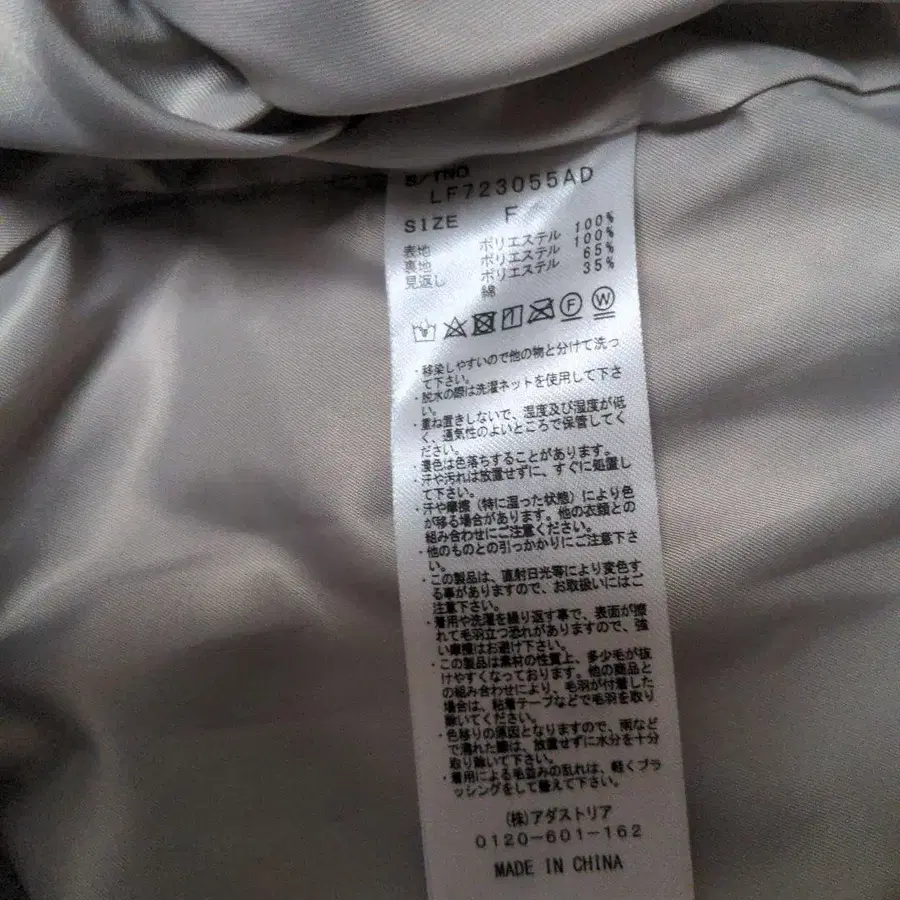 S/TNO
LF723055AD
SIZE F
表地 ポリエステル 100%
裏地 ポリエステル 100%
見返し ポリエステル 65%
綿 35%
F W
・移染しやすいので他の物と分けて洗っ
て下さい。
・脱水の際は洗濯ネットを使用して下さ
い。
・重ね置きしないで、温度及び湿度が低
く、通気性のよいところで保管してく
ださい。
・濃色は色落ちすることがあります。
・汗や汚れは放置せずに、すぐに処置し
て下さい。
・汗や摩擦（特に湿った状態）により色
が移る場合があります。他の衣類との
組み合わせにご注意ください。
・他のものとの引っかかりにご注意下さ
い。
・この製品は、直射日光等により変色す
る事がありますので、お取扱いにはご
注意下さい。
・着用や洗濯を繰り返す事で、表面が擦
れて毛羽立つ恐れがありますので、強
い摩擦はお避け下さい。
・この製品は素材の性質上、多少毛が抜
けやすくなっております。他の商品と
の組み合わせにより、毛羽が付着した
場合は、粘着テープなどで毛羽を取り
除いてください。
・色移りの原因となりますので、雨など
で濡れた際は、放置せずに水分を十分
取り除いて下さい。
・着用による毛並みの乱れは、軽くブラ
ッシングをして整えて下さい。
(株)アダストリア
0120-601-162
MADE IN CHINA